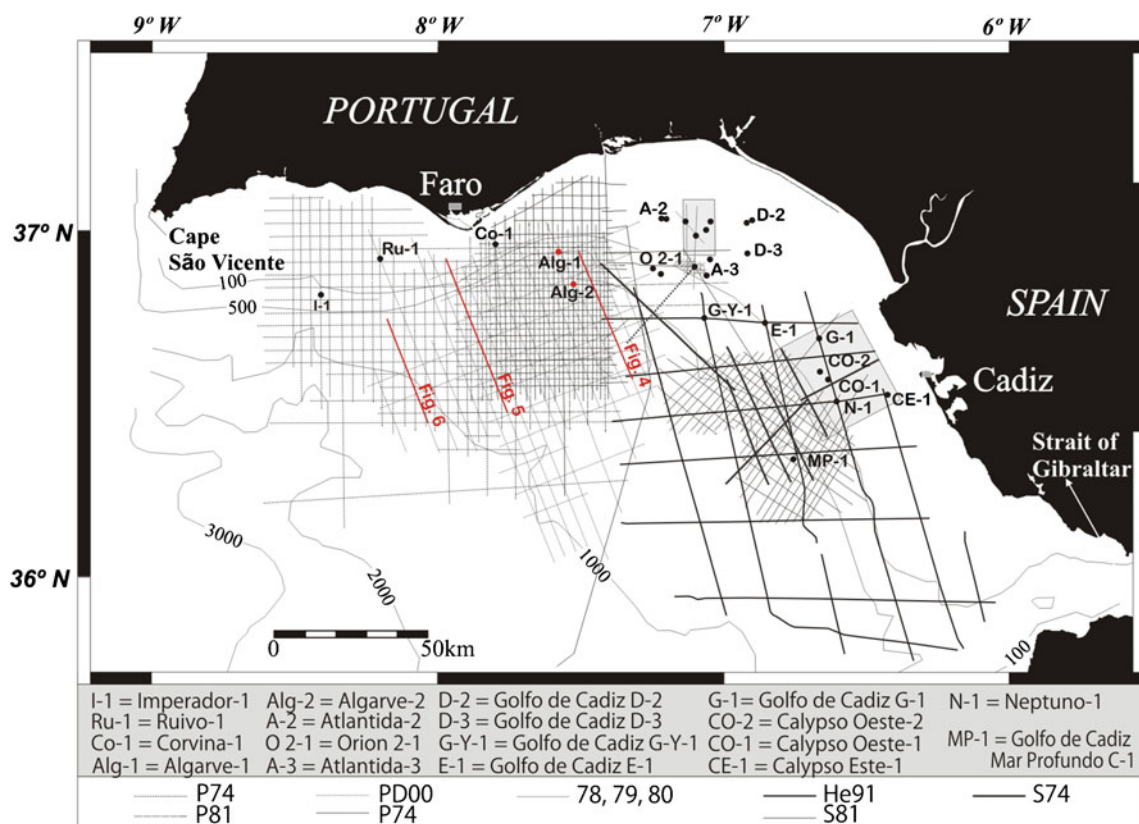 9º W 8º W 7º W 6º W
PORTUGAL
Faro
37º N
Cape
São Vicente
Ru-1
Co-1
Alg-1
Alg-2
I-1
100
500
A-2
D-2
O 2-1
A-3
D-3
G-Y-1
E-1
G-1
CO-2
CO-1
N-1
CE-1
MP-1
SPAIN
Cadiz
Strait of
Gibraltar
Fig. 4
Fig. 5
Fig. 6
36º N
3000
2000
1000
100
0 50km
I-1 = Imperador-1 Alg-2 = Algarve-2 D-2 = Golfo de Cadiz D-2 G-1= Golfo de Cadiz G-1 N-1 = Neptuno-1
Ru-1 = Ruivo-1 A-2 = Atlantida-2 D-3 = Golfo de Cadiz D-3 CO-2 = Calypso Oeste-2
Co-1 = Corvina-1 O 2-1 = Orion 2-1 G-Y-1 = Golfo de Cadiz G-Y-1 CO-1 = Calypso Oeste-1 MP-1 = Golfo de Cadiz
Alg-1 = Algarve-1 A-3 = Atlantida-3 E-1 = Golfo de Cadiz E-1 CE-1 = Calypso Este-1 Mar Profundo C-1
P74 PD00 78, 79, 80 He91 S74
P81 P74 S81